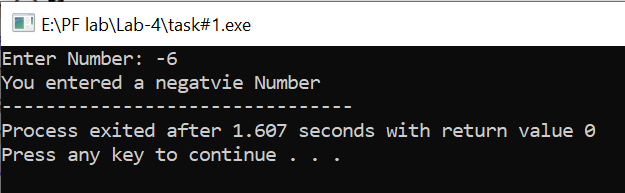 E:\PF lab\Lab-4\task#1.exe
Enter Number: -6
You entered a negatvie Number
--------------------------------
Process exited after 1.607 seconds with return value 0
Press any key to continue . . .